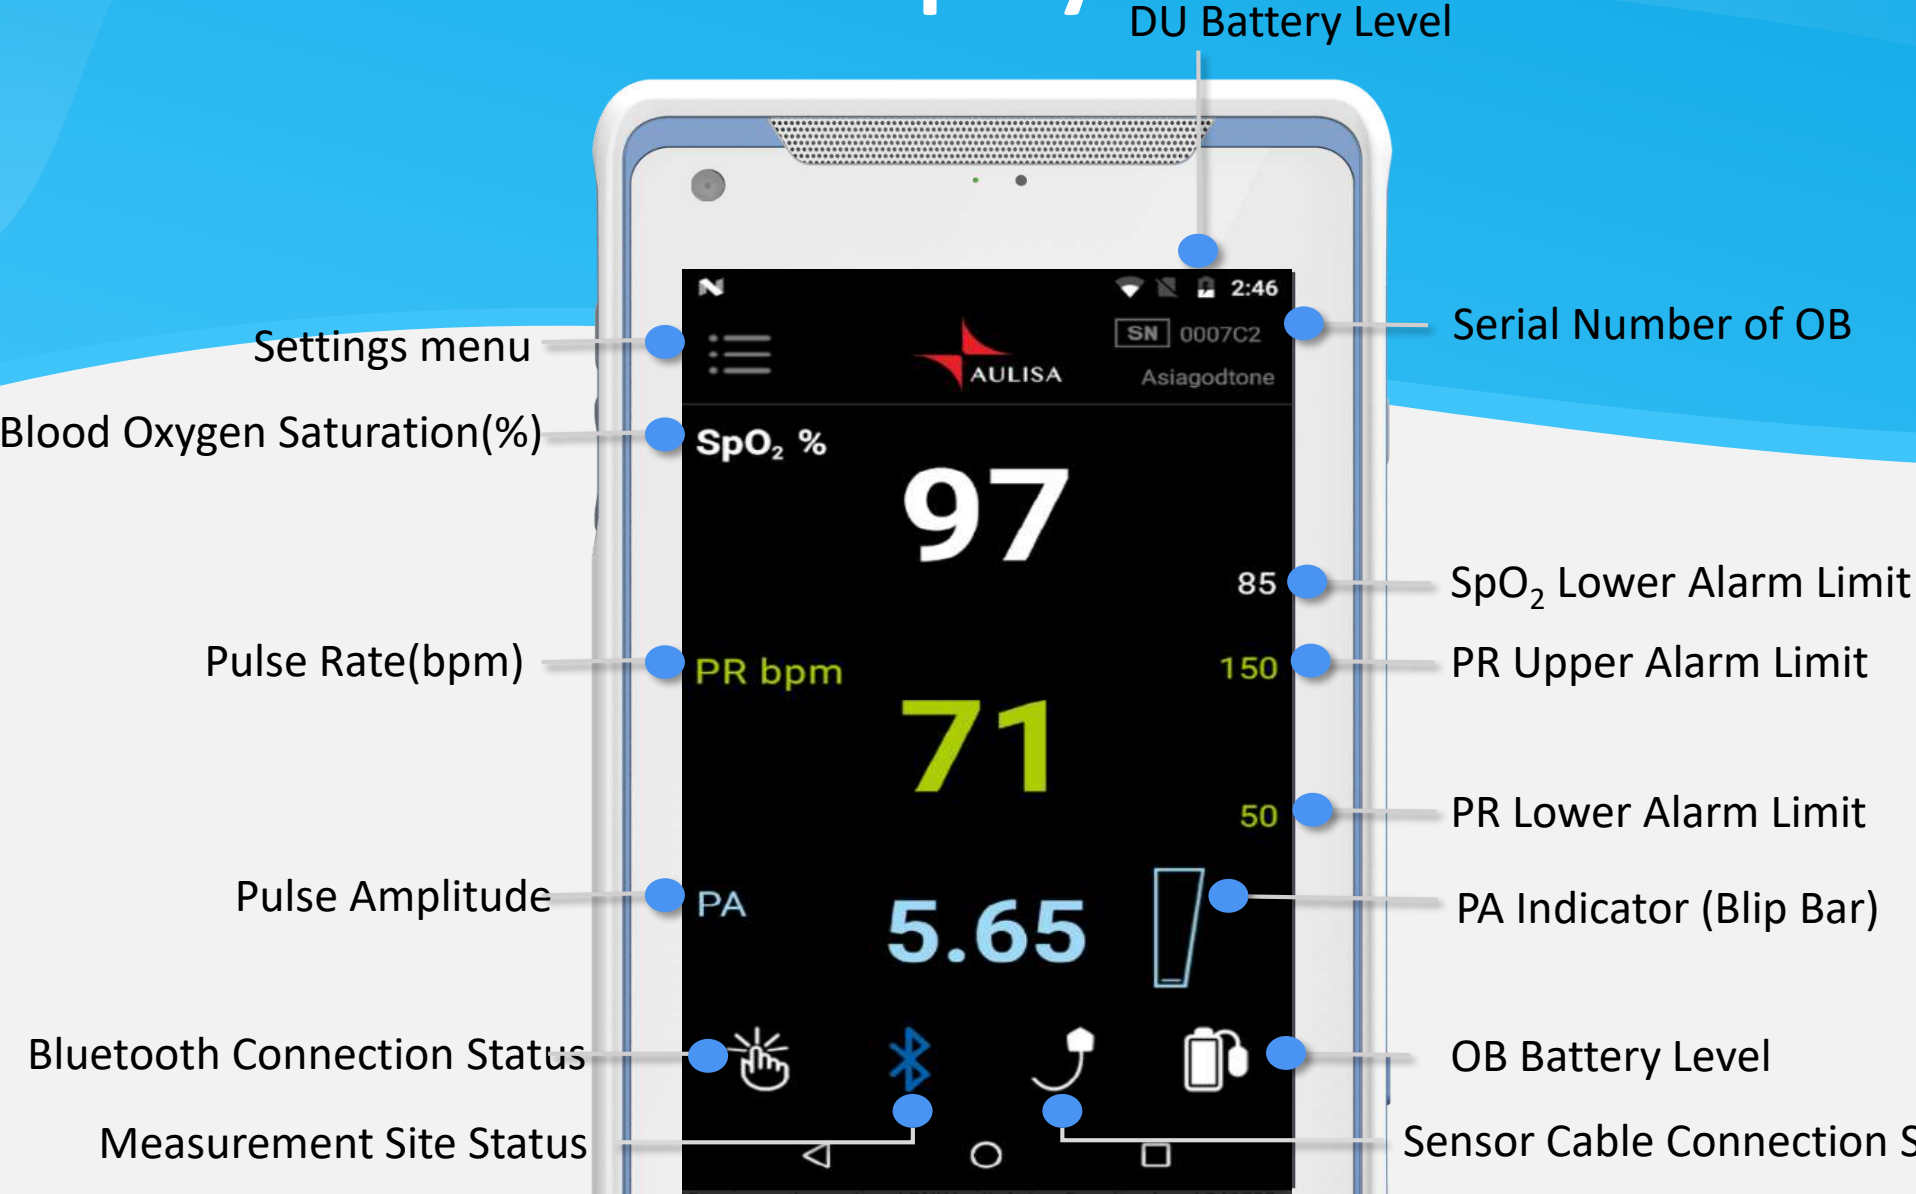 DU Battery Level
2:46
Settings menu
SN 0007C2
Serial Number of OB
AULISA
Asiagodtone
Blood Oxygen Saturation(%)
SpO₂ %
97
85
SpO₂ Lower Alarm Limit
Pulse Rate(bpm)
PR bpm
150
PR Upper Alarm Limit
71
50
PR Lower Alarm Limit
Pulse Amplitude
PA
5.65
PA Indicator (Blip Bar)
Bluetooth Connection Status
OB Battery Level
Measurement Site Status
Sensor Cable Connection S